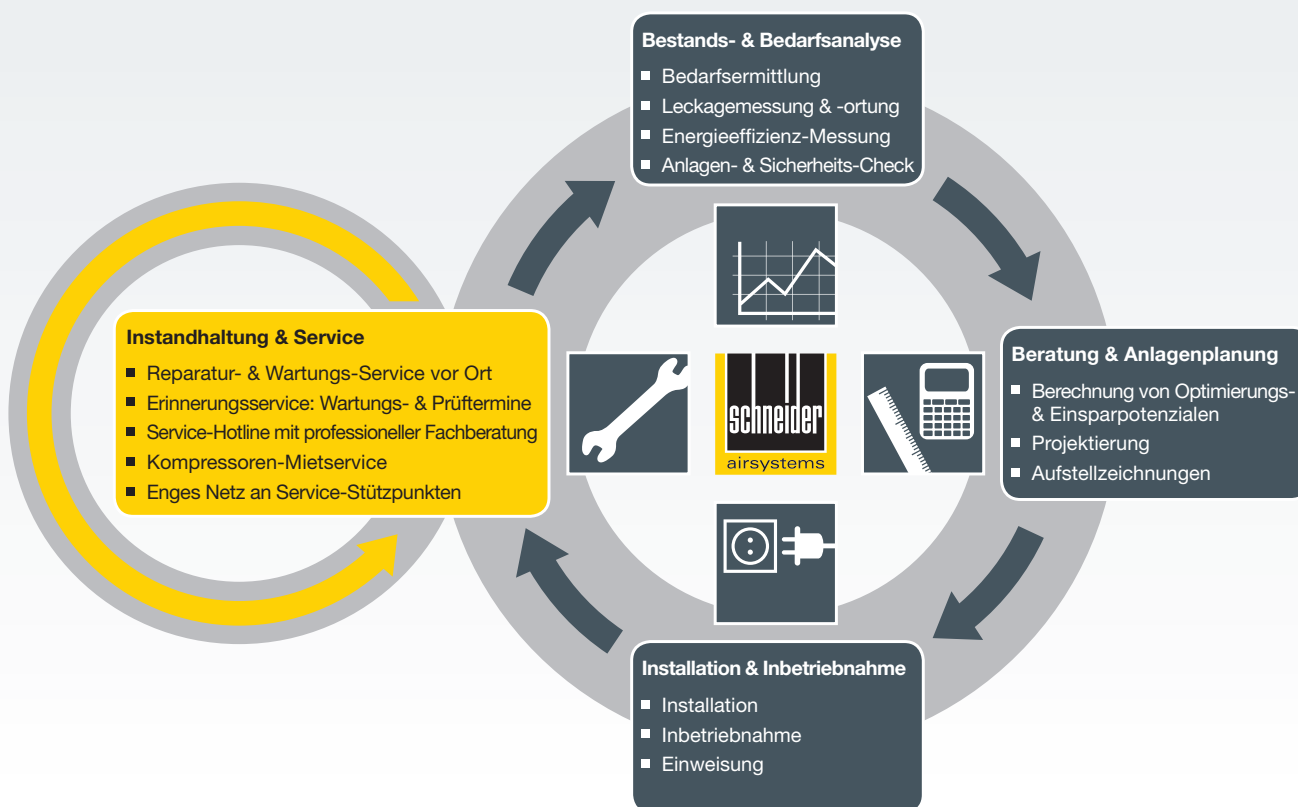 Bestands- & Bedarfsanalyse
Bedarfsermittlung
Leckagemessung & -ortung
Energieeffizienz-Messung
Anlagen- & Sicherheits-Check
Beratung & Anlagenplanung
Berechnung von Optimierungs-
& Einsparpotenzialen
Projektierung
Aufstellzeichnungen
Installation & Inbetriebnahme
Installation
Inbetriebnahme
Einweisung
Instandhaltung & Service
Reparatur- & Wartungs-Service vor Ort
Erinnerungsservice: Wartungs- & Prüftermine
Service-Hotline mit professioneller Fachberatung
Kompressoren-Mietservice
Enges Netz an Service-Stützpunkten
schneider
airsystems